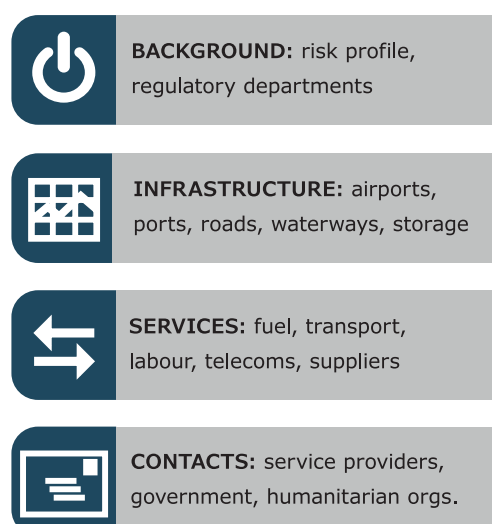 BACKGROUND: risk profile,
regulatory departments
INFRASTRUCTURE: airports,
ports, roads, waterways, storage
SERVICES: fuel, transport,
labour, telecoms, suppliers
CONTACTS: service providers,
government, humanitarian orgs.